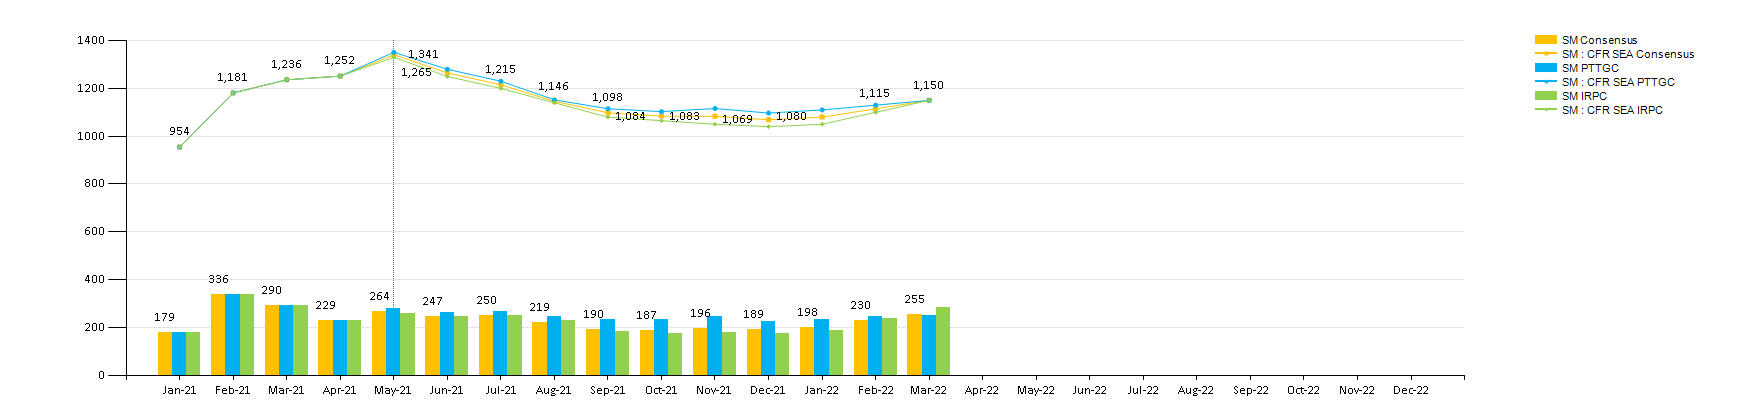 1400
1200
1000
800
600
400
200
0
954
1,181
1,236
1,252
1,341
1,265
1,215
1,146
1,098
1,084
1,083
1,069
1,080
1,115
1,150
179
336
290
229
264
247
250
219
190
187
196
189
198
230
255
Jan-21
Feb-21
Mar-21
Apr-21
May-21
Jun-21
Jul-21
Aug-21
Sep-21
Oct-21
Nov-21
Dec-21
Jan-22
Feb-22
Mar-22
Apr-22
May-22
Jun-22
Jul-22
Aug-22
Sep-22
Oct-22
Nov-22
Dec-22
SM Consensus
SM : CFR SEA Consensus
SM PTTGC
SM : CFR SEA PTTGC
SM IRPC
SM : CFR SEA IRPC